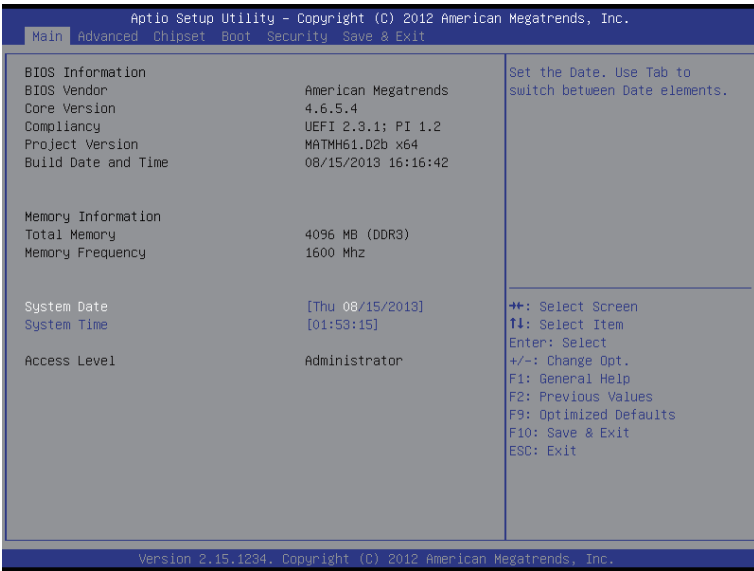 Aptio Setup Utility – Copyright (C) 2012 American Megatrends, Inc.
Main Advanced Chipset Boot Security Save & Exit
BIOS Information
BIOS Vendor American Megatrends
Core Version 4.6.5.4
Compliancy UEFI 2.3.1; PI 1.2
Project Version MATMH61.D2b x64
Build Date and Time 08/15/2013 16:16:42
Memory Information
Total Memory 4096 MB (DDR3)
Memory Frequency 1600 Mhz
System Date [Thu 08/15/2013]
System Time [01:53:15]
Access Level Administrator
Set the Date. Use Tab to
switch between Date elements.
→←: Select Screen
↑↓: Select Item
Enter: Select
+/-: Change Opt.
F1: General Help
F2: Previous Values
F9: Optimized Defaults
F10: Save & Exit
ESC: Exit
Version 2.15.1234. Copyright (C) 2012 American Megatrends, Inc.